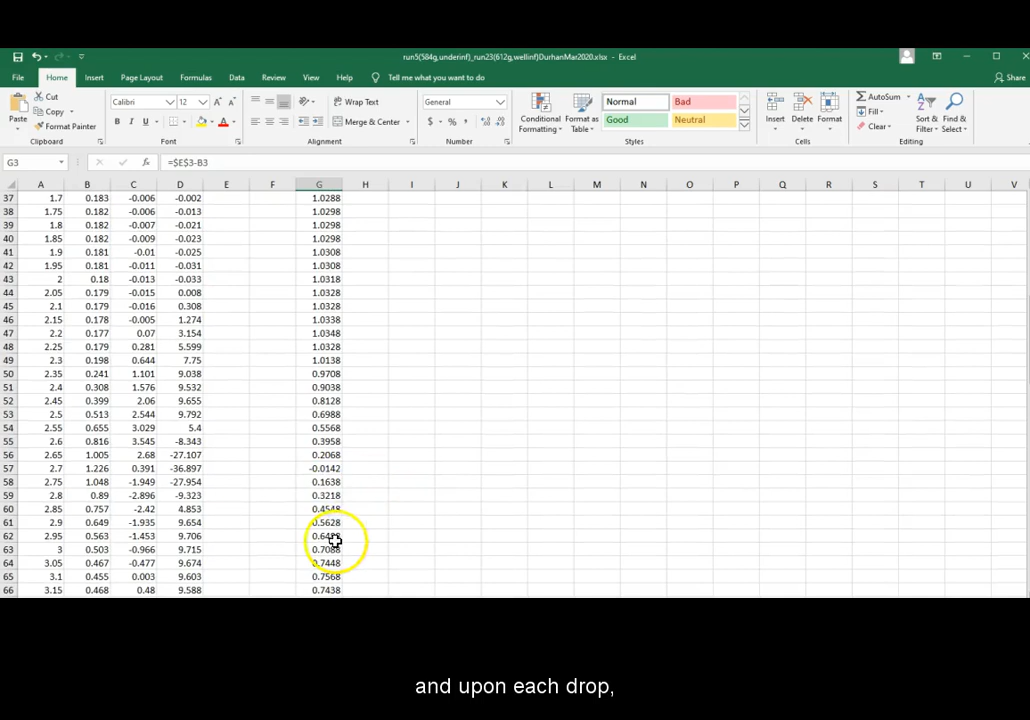 run5(584g,underinf)_run23(612g,wellinf)DurhanMar2020.xlsx - Excel
File Home Insert Page Layout Formulas Data Review View Help Tell me what you want to do Share
Cut Calibri 12 Wrap Text General Normal Bad AutoSum
Copy Fill
Paste Format Painter Merge & Center Conditional Formatting Format as Table Good Neutral Insert Delete Format Clear Sort & Filter Find & Select
Clipboard Font Alignment Number Styles Cells Editing
G3 =$E$3-B3
A B C D E F G H I J K L M N O P Q R S T U V
37 1.7 0.183 -0.006 -0.002 1.0288
38 1.75 0.182 -0.006 -0.013 1.0298
39 1.8 0.182 -0.007 -0.021 1.0298
40 1.85 0.182 -0.009 -0.023 1.0298
41 1.9 0.181 -0.01 -0.025 1.0308
42 1.95 0.181 -0.011 -0.031 1.0308
43 2 0.18 -0.013 -0.033 1.0318
44 2.05 0.179 -0.015 0.008 1.0328
45 2.1 0.179 -0.016 0.308 1.0328
46 2.15 0.178 -0.005 1.274 1.0338
47 2.2 0.177 0.07 3.154 1.0348
48 2.25 0.179 0.281 5.599 1.0328
49 2.3 0.198 0.644 7.75 1.0138
50 2.35 0.241 1.101 9.038 0.9708
51 2.4 0.308 1.576 9.532 0.9038
52 2.45 0.399 2.06 9.655 0.8128
53 2.5 0.513 2.544 9.792 0.6988
54 2.55 0.655 3.029 5.4 0.5568
55 2.6 0.816 3.545 -8.343 0.3958
56 2.65 1.005 2.68 -27.107 0.2068
57 2.7 1.226 0.391 -36.897 -0.0142
58 2.75 1.048 -1.949 -27.954 0.1638
59 2.8 0.89 -2.896 -9.323 0.3218
60 2.85 0.757 -2.42 4.853 0.4548
61 2.9 0.649 -1.935 9.654 0.5628
62 2.95 0.563 -1.453 9.706
63 3 0.503 -0.966 9.715 0.7088
64 3.05 0.467 -0.477 9.674 0.7448
65 3.1 0.455 0.003 9.603 0.7568
66 3.15 0.468 0.48 9.588 0.7438
and upon each drop,